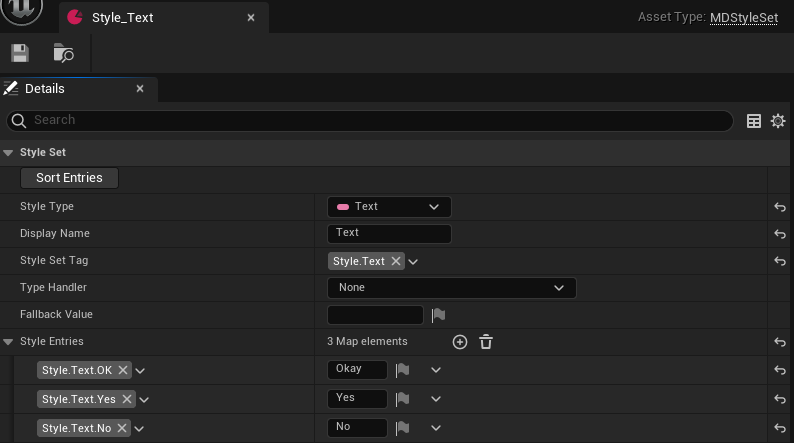 Style_Text
Asset Type: MDStyleSet
Details
Search
Style Set
Sort Entries
Style Type Text
Display Name Text
Style Set Tag Style.Text
Type Handler None
Fallback Value
Style Entries 3 Map elements
Style.Text.OK Okay
Style.Text.Yes Yes
Style.Text.No No